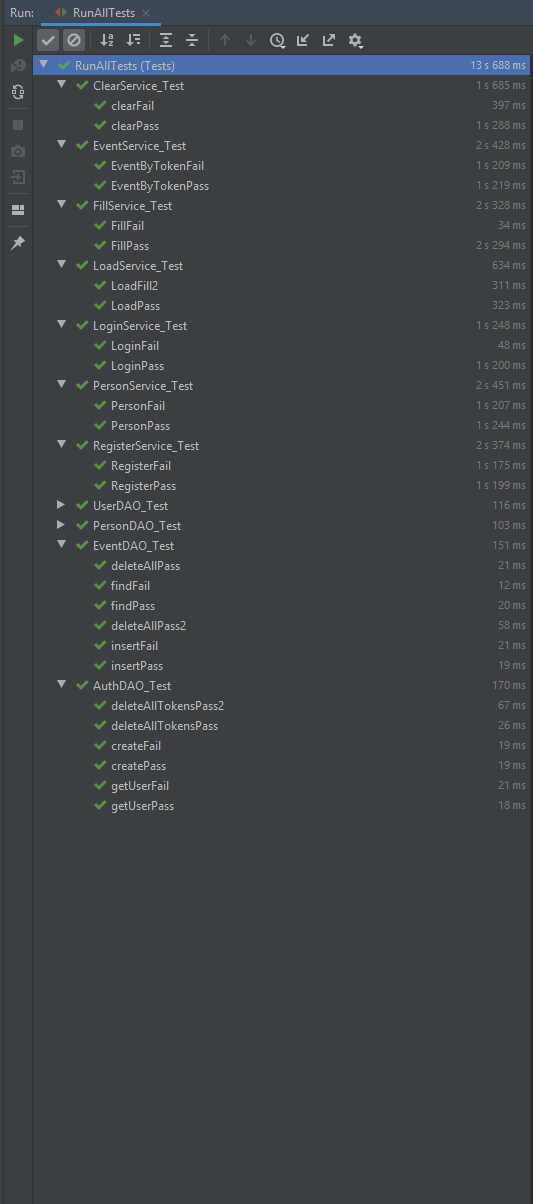 Run: RunAllTests
RunAllTests (Tests) 13 s 688 ms
ClearService_Test 1 s 685 ms
clearFail 397 ms
clearPass 1 s 288 ms
EventService_Test 2 s 428 ms
EventByTokenFail 1 s 209 ms
EventByTokenPass 1 s 219 ms
FillService_Test 2 s 328 ms
FillFail 34 ms
FillPass 2 s 294 ms
LoadService_Test 634 ms
LoadFill2 311 ms
LoadPass 323 ms
LoginService_Test 1 s 248 ms
LoginFail 48 ms
LoginPass 1 s 200 ms
PersonService_Test 2 s 451 ms
PersonFail 1 s 207 ms
PersonPass 1 s 244 ms
RegisterService_Test 2 s 374 ms
RegisterFail 1 s 175 ms
RegisterPass 1 s 199 ms
UserDAO_Test 116 ms
PersonDAO_Test 103 ms
EventDAO_Test 151 ms
deleteAllPass 21 ms
findFail 12 ms
findPass 20 ms
deleteAllPass2 58 ms
insertFail 21 ms
insertPass 19 ms
AuthDAO_Test 170 ms
deleteAllTokensPass2 67 ms
deleteAllTokensPass 26 ms
createFail 19 ms
createPass 19 ms
getUserFail 21 ms
getUserPass 18 ms